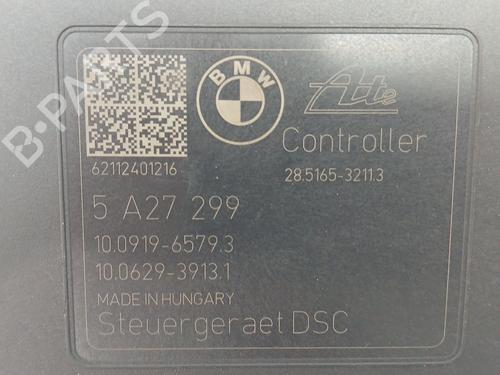 BMW
Ate
Controller
62112401216
28.5165-3211.3
5 A27 299
10.0919-6579.3
10.0629-3913.1
MADE IN HUNGARY
Steuergeraet DSC
B-PARTS